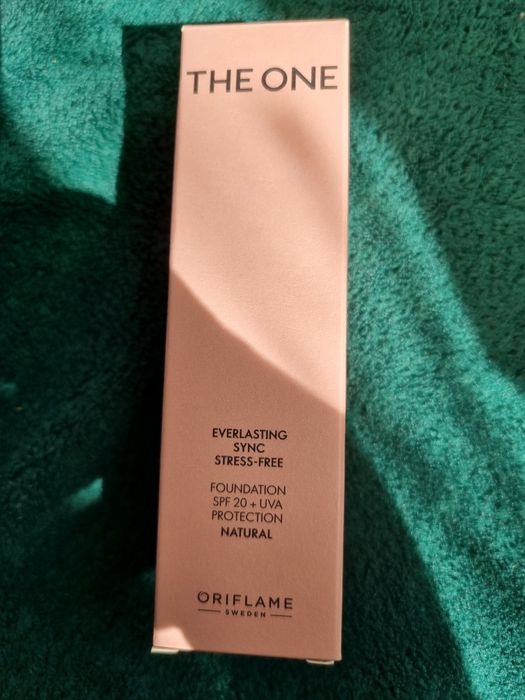 THE ONE
EVERLASTING
SYNC
STRESS-FREE
FOUNDATION
SPF 20 + UVA
PROTECTION
NATURAL
ORIFLAME
SWEDEN